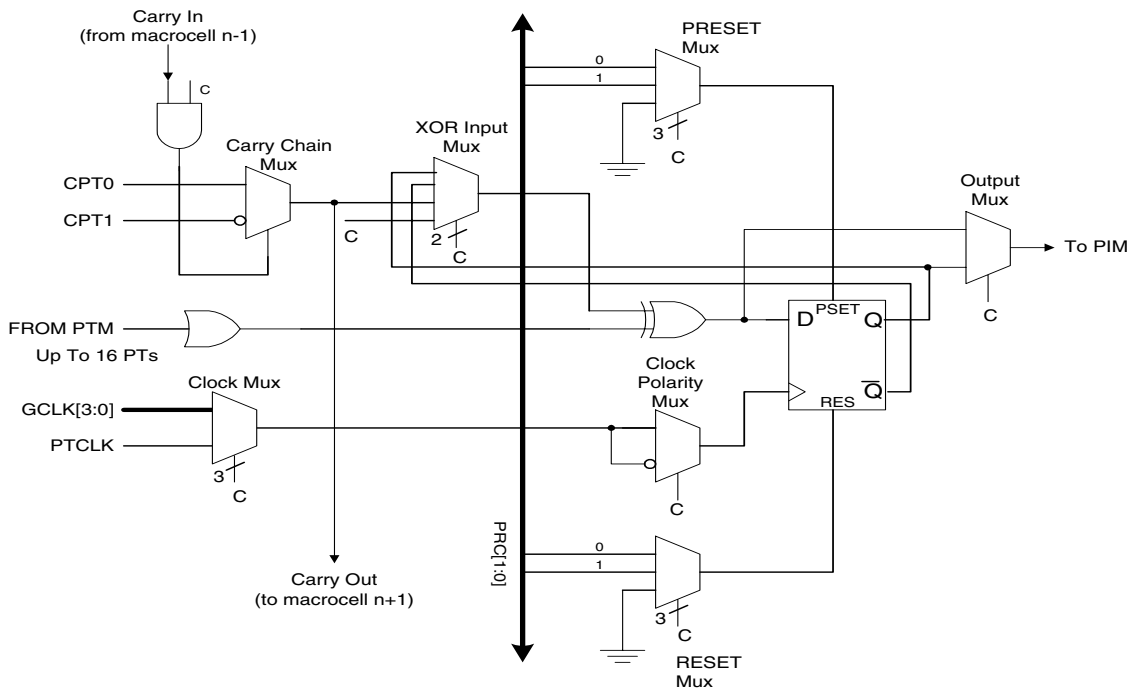 Carry In
(from macrocell n-1)
C
Carry Chain
Mux
CPT0
CPT1
XOR Input
Mux
C
2
C
PRESET
Mux
0
1
3
C
Output
Mux
To PIM
C
FROM PTM
Up To 16 PTs
PSET
D
Q
Q
RES
Clock Mux
GCLK[3:0]
PTCLK
3
C
Clock
Polarity
Mux
C
PRC[1:0]
0
1
3
C
RESET
Mux
Carry Out
(to macrocell n+1)